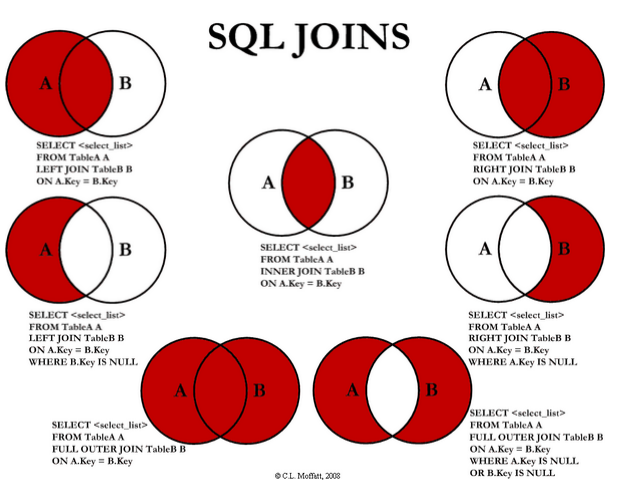 SQL JOINS
A B
SELECT <select_list>
FROM TableA A
LEFT JOIN TableB B
ON A.Key = B.Key
A B
SELECT <select_list>
FROM TableA A
RIGHT JOIN TableB B
ON A.Key = B.Key
A B
SELECT <select_list>
FROM TableA A
INNER JOIN TableB B
ON A.Key = B.Key
A B
SELECT <select_list>
FROM TableA A
LEFT JOIN TableB B
ON A.Key = B.Key
WHERE B.Key IS NULL
A B
SELECT <select_list>
FROM TableA A
RIGHT JOIN TableB B
ON A.Key = B.Key
WHERE A.Key IS NULL
A B
SELECT <select_list>
FROM TableA A
FULL OUTER JOIN TableB B
ON A.Key = B.Key
A B
SELECT <select_list>
FROM TableA A
FULL OUTER JOIN TableB B
ON A.Key = B.Key
WHERE A.Key IS NULL
OR B.Key IS NULL
© C.L. Moffatt, 2008